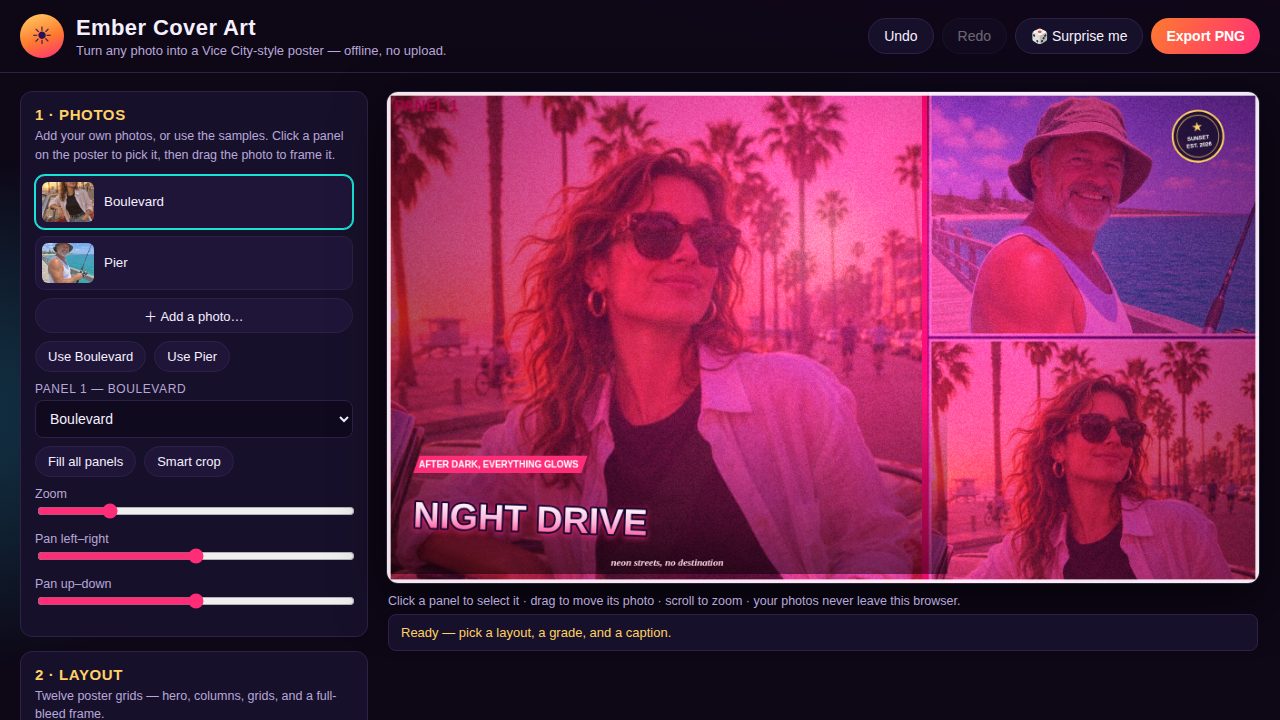 Ember Cover Art
Turn any photo into a Vice City-style poster — offline, no upload.
Undo
Redo
🎲 Surprise me
Export PNG
1 · PHOTOS
Add your own photos, or use the samples. Click a panel
on the poster to pick it, then drag the photo to frame it.
Boulevard
Pier
＋ Add a photo…
Use Boulevard
Use Pier
PANEL 1 — BOULEVARD
Boulevard
Fill all panels
Smart crop
Zoom
Pan left–right
Pan up–down
2 · LAYOUT
Twelve poster grids — hero, columns, grids, and a full-
bleed frame.
PANEL 1
SUNSET
EST. 2026
AFTER DARK, EVERYTHING GLOWS
NIGHT DRIVE
neon streets, no destination
Click a panel to select it · drag to move its photo · scroll to zoom · your photos never leave this browser.
Ready — pick a layout, a grade, and a caption.